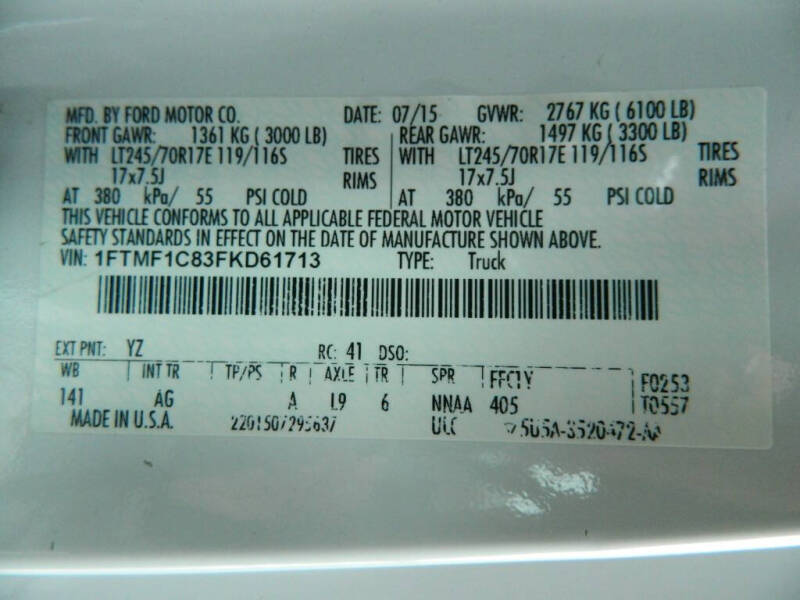 MFD. BY FORD MOTOR CO. DATE: 07/15 GVWR: 2767 KG ( 6100 LB)
FRONT GAWR: 1361 KG ( 3000 LB) REAR GAWR: 1497 KG ( 3300 LB)
WITH LT245/70R17E 119/116S TIRES WITH LT245/70R17E 119/116S TIRES
17x7.5J RIMS 17x7.5J RIMS
AT 380 kPa/ 55 PSI COLD AT 380 kPa/ 55 PSI COLD
THIS VEHICLE CONFORMS TO ALL APPLICABLE FEDERAL MOTOR VEHICLE
SAFETY STANDARDS IN EFFECT ON THE DATE OF MANUFACTURE SHOWN ABOVE.
VIN: 1FTMF1C83FKD61713 TYPE: Truck
EXT PNT: YZ RC: 41 DSO:
WB INT TR TP/PS R AXLE TR SPR EFC1Y F0253
141 AG A L9 6 NNAA 405 T0557
MADE IN U.S.A. 220150729563/ ULC